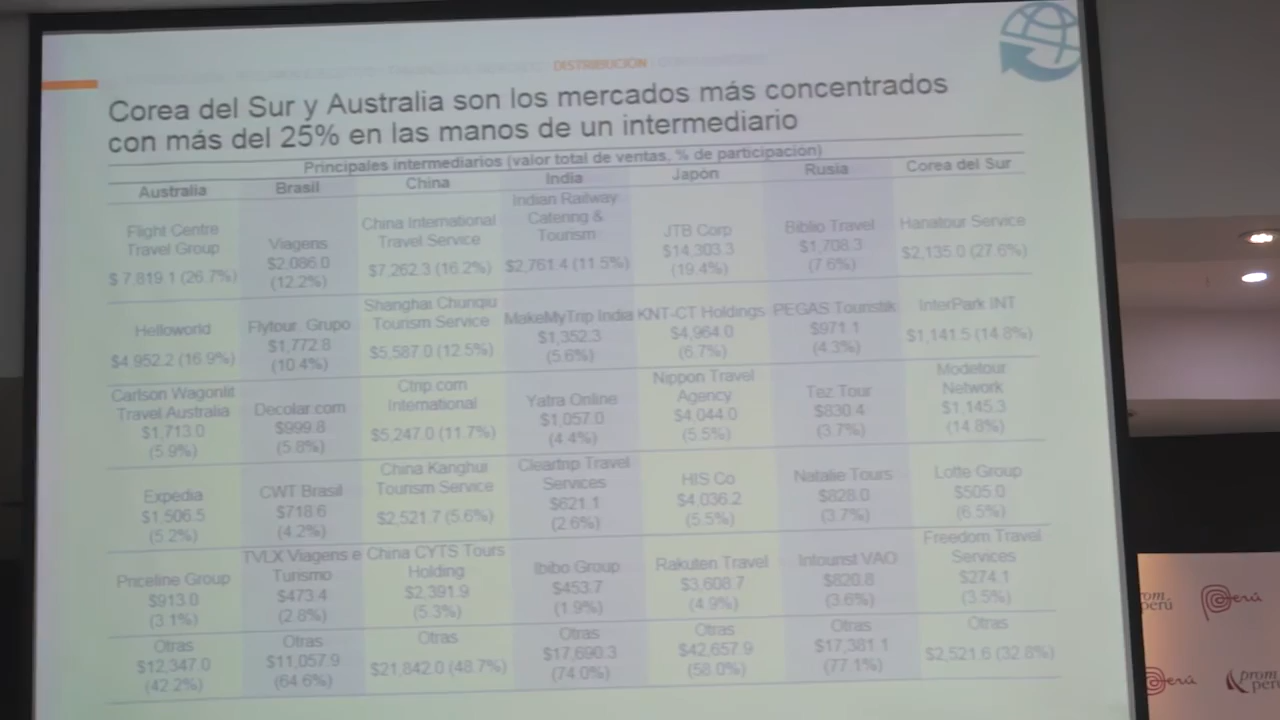 DISTRIBUCIÓN
Corea del Sur y Australia son los mercados más concentrados
con más del 25% en las manos de un intermediario
Principales intermediarios (valor total de ventas, % de participación)
Australia Brasil China India Japón Rusia Corea del Sur
Flight Centre
Travel Group
$ 7.819.1 (26.7%)
Viagens
$2,086.0
(12.2%)
China International
Travel Service
$7,262.3 (16.2%)
Indian Railway
Catering &
Tourism
$2,761.4 (11.5%)
JTB Corp
$14,303.3
(19.4%)
Biblio Travel
$1,708.3
(7.6%)
Hanatour Service
$2,135.0 (27.6%)
Helloworld
$4,952.2 (16.9%)
Flytour Grupo
$1,772.8
(10.4%)
Shanghai Chunqiu
Tourism Service
$5,587.0 (12.5%)
MakeMyTrip India
$1,352.3
(5.6%)
KNT-CT Holdings
$4,964.0
(6.7%)
PEGAS Touristik
$971.1
(4.3%)
InterPark INT
$1,141.5 (14.8%)
Carlson Wagonlit
Travel Australia
$1,713.0
(5.9%)
Decolar.com
$999.8
(5.8%)
Ctrip.com
International
$5,247.0 (11.7%)
Yatra Online
$1,057.0
(4.4%)
Nippon Travel
Agency
$4,044.0
(5.5%)
Tez Tour
$830.4
(3.7%)
Modetour
Network
$1,145.3
(14.8%)
Expedia
$1,506.5
(5.2%)
CWT Brasil
$718.6
(4.2%)
China Kanghui
Tourism Service
$2,521.7 (5.6%)
Cleartrip Travel
Services
$621.1
(2.6%)
HIS Co
$4,036.2
(5.5%)
Natalie Tours
$828.0
(3.7%)
Lotte Group
$505.0
(6.5%)
Priceline Group
$913.0
(3.1%)
TVLX Viagens e
Turismo
$473.4
(2.8%)
China CYTS Tours
Holding
$2,391.9
(5.3%)
Ibibo Group
$453.7
(1.9%)
Rakuten Travel
$3,608.7
(4.9%)
Intourist VAO
$820.8
(3.6%)
Freedom Travel
Services
$274.1
(3.5%)
Otras
$12,347.0
(42.2%)
Otras
$11,057.9
(64.6%)
Otras
$21,842.0 (48.7%)
Otras
$17,690.3
(74.0%)
Otras
$42,657.9
(58.0%)
Otras
$17,381.1
(77.1%)
Otras
$2,521.6 (32.8%)
perú
Perú
Perú
prom
perú